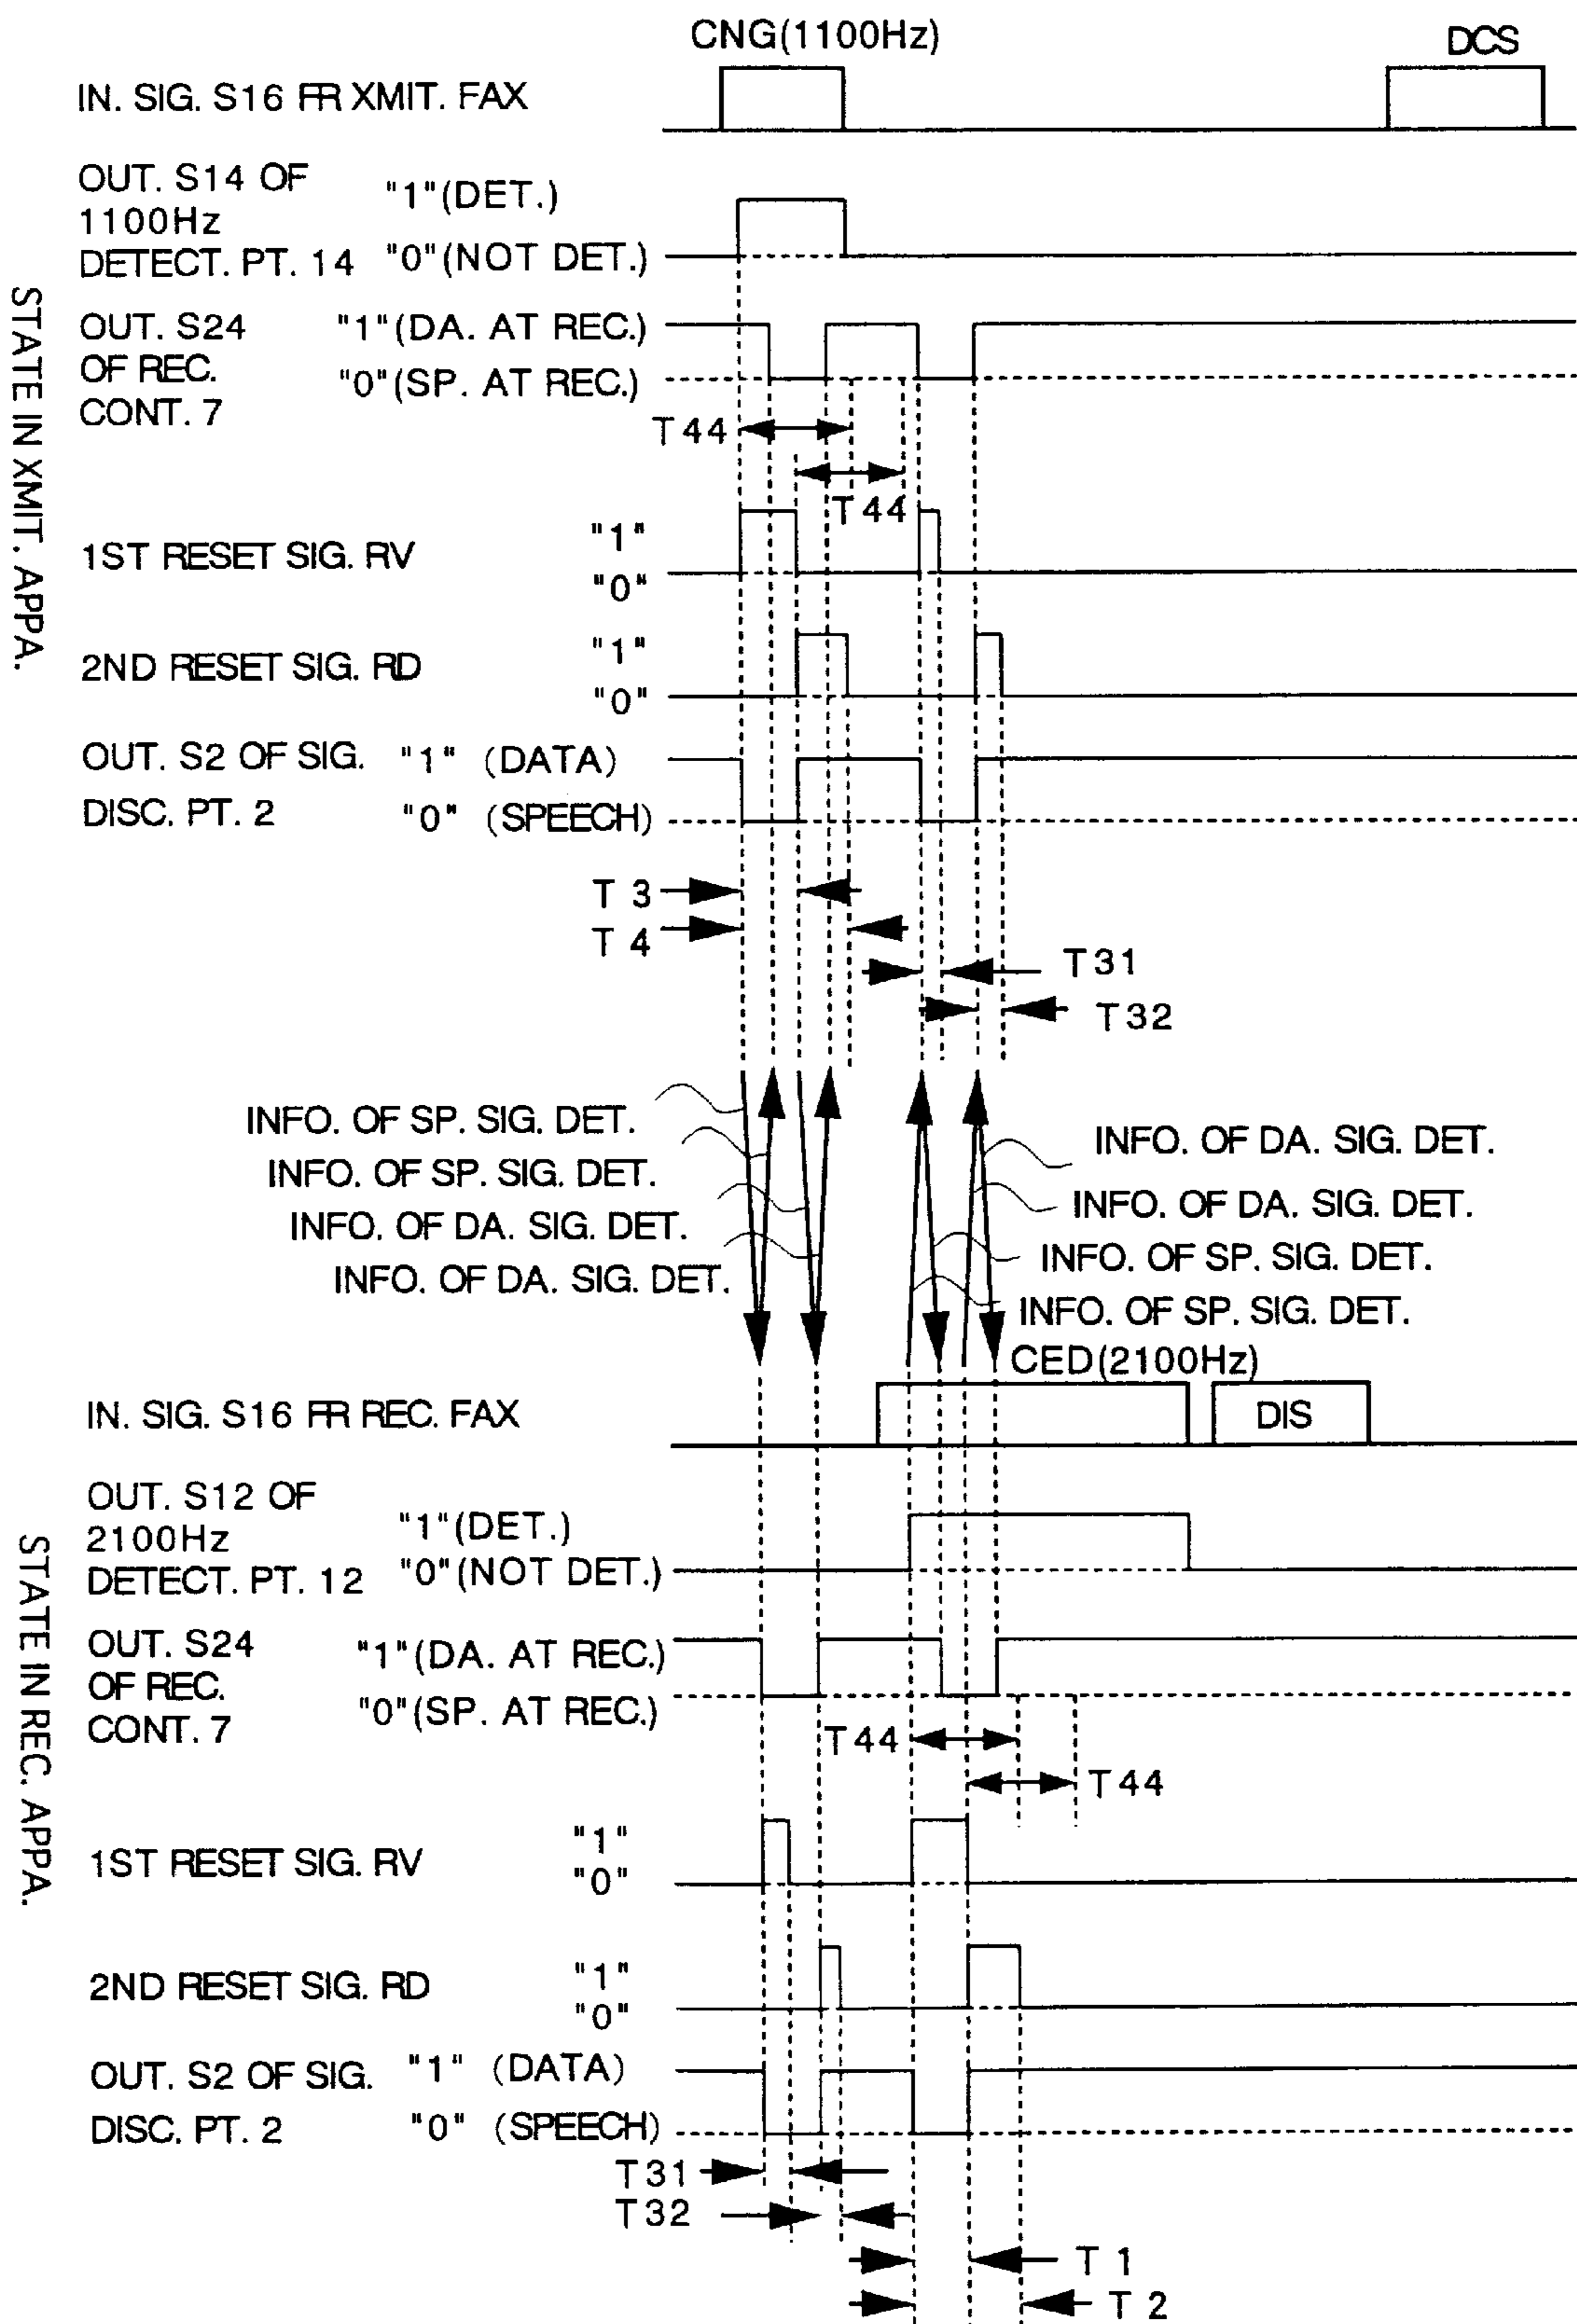 CNG(1100Hz)
DCS
IN. SIG. S16 FR XMIT. FAX
OUT. S14 OF
1100Hz
DETECT. PT. 14
"1"(DET.)
"0"(NOT DET.)
OUT. S24
OF REC.
CONT. 7
"1"(DA. AT REC.)
"0"(SP. AT REC.)
T44
T44
STATE IN XMIT. APPA.
1ST RESET SIG. RV
"1"
"0"
2ND RESET SIG. RD
"1"
"0"
OUT. S2 OF SIG.
DISC. PT. 2
"1" (DATA)
"0" (SPEECH)
T 3
T 4
T31
T32
INFO. OF SP. SIG. DET.
INFO. OF SP. SIG. DET.
INFO. OF DA. SIG. DET.
INFO. OF DA. SIG. DET.
INFO. OF DA. SIG. DET.
INFO. OF DA. SIG. DET.
INFO. OF SP. SIG. DET.
INFO. OF SP. SIG. DET.
CED(2100Hz)
IN. SIG. S16 FR REC. FAX
DIS
OUT. S12 OF
2100Hz
DETECT. PT. 12
"1"(DET.)
"0"(NOT DET.)
OUT. S24
OF REC.
CONT. 7
"1"(DA. AT REC.)
"0"(SP. AT REC.)
T44
T44
STATE IN REC. APPA.
1ST RESET SIG. RV
"1"
"0"
2ND RESET SIG. RD
"1"
"0"
OUT. S2 OF SIG.
DISC. PT. 2
"1" (DATA)
"0" (SPEECH)
T31
T32
T 1
T 2